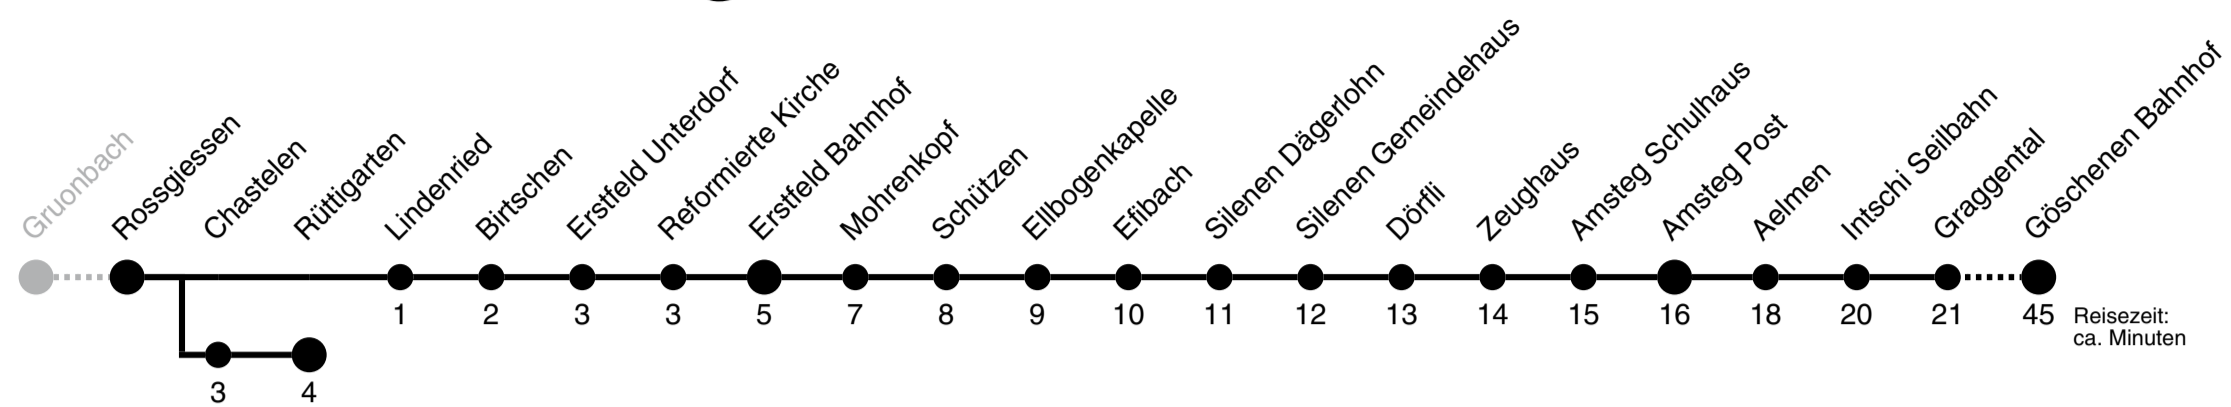 Gruonbach
Rossgiessen
Chastelen
Rüttigarten
Lindenried
Birtschen
Erstfeld Unterdorf
Reformierte Kirche
Erstfeld Bahnhof
Mohrenkopf
Schützen
Ellbogenkapelle
Efibach
Silenen Dägerlohn
Silenen Gemeindehaus
Dörfli
Zeughaus
Amsteg Schulhaus
Amsteg Post
Aelmen
Intschi Seilbahn
Graggental
Göschenen Bahnhof
1 2 3 3 5 7 8 9 10 11 12 13 14 15 16 18 20 21 45 Reisezeit:
ca. Minuten
3 4